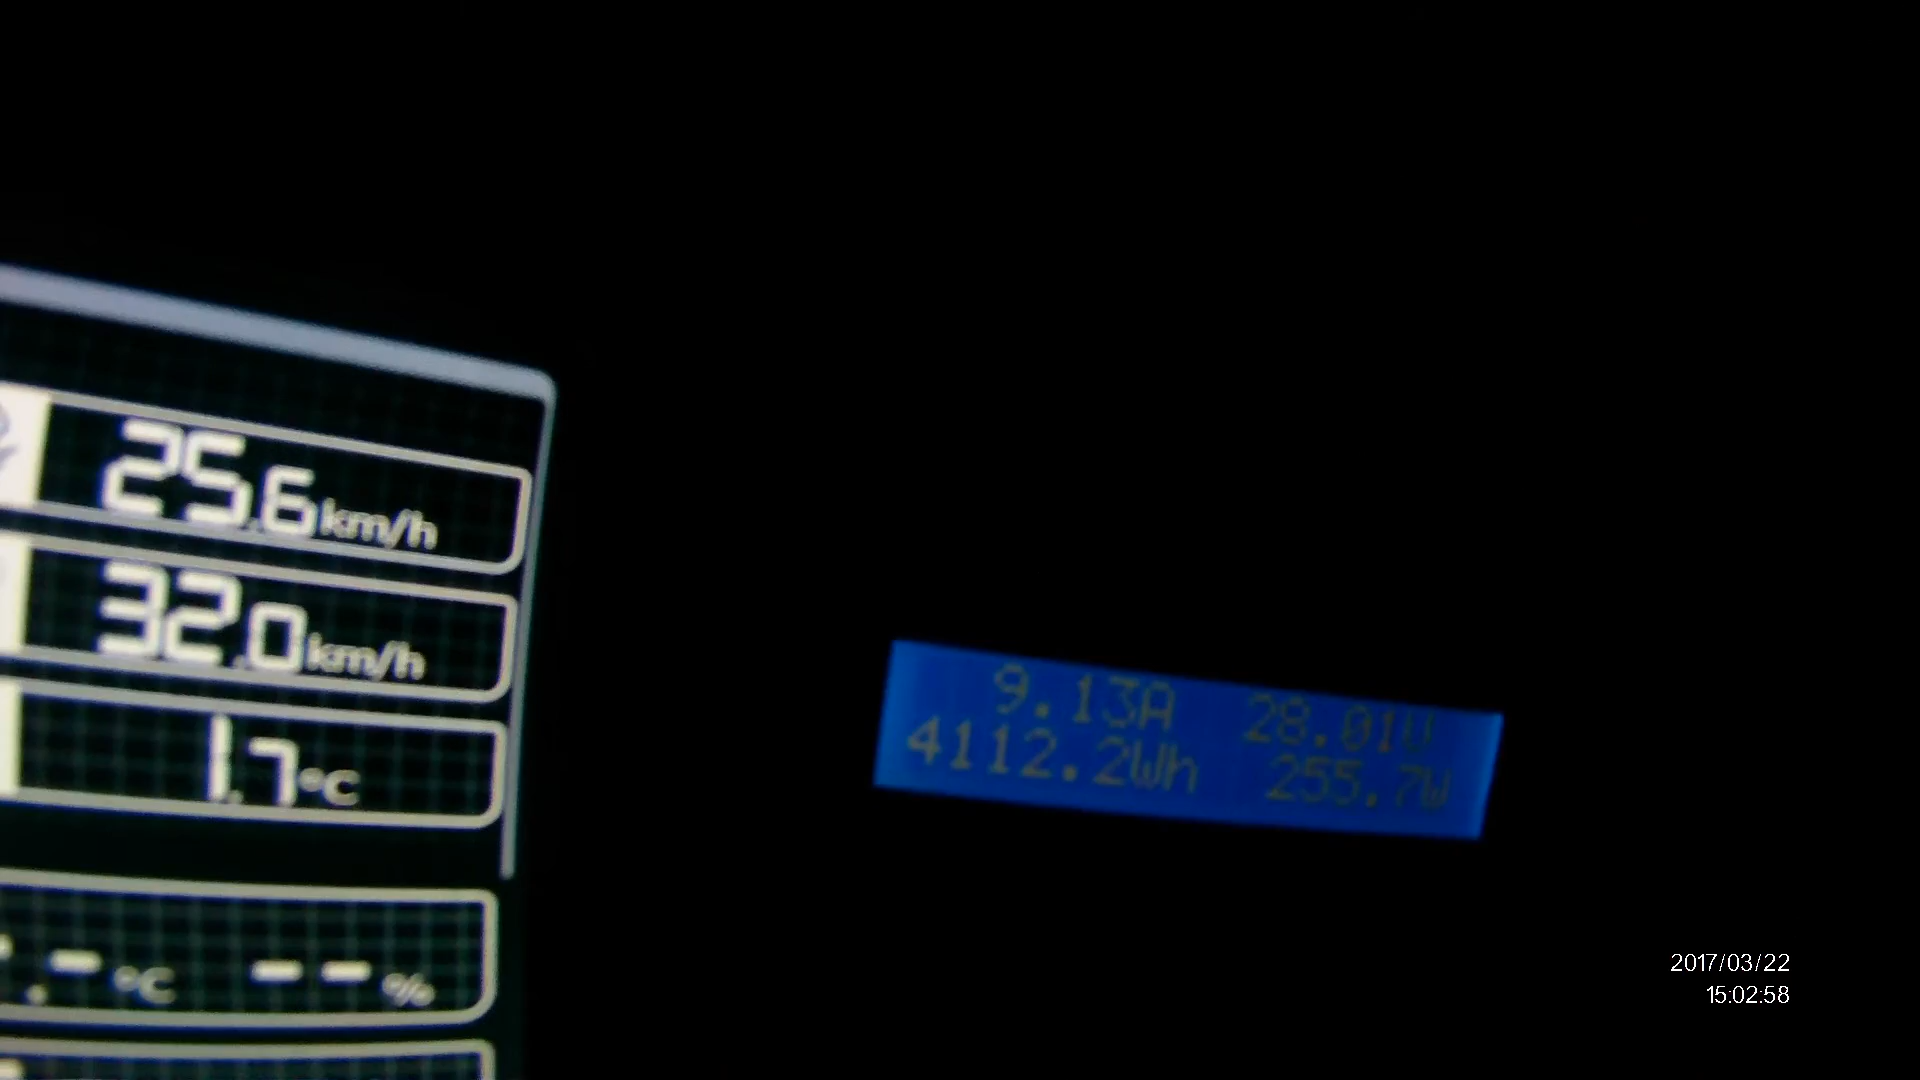 25.6km/h
32.0km/h
1.7°C
-.-°C --%
9.13A 28.01V
4112.2Wh 255.7W
2017/03/22
15:02:58